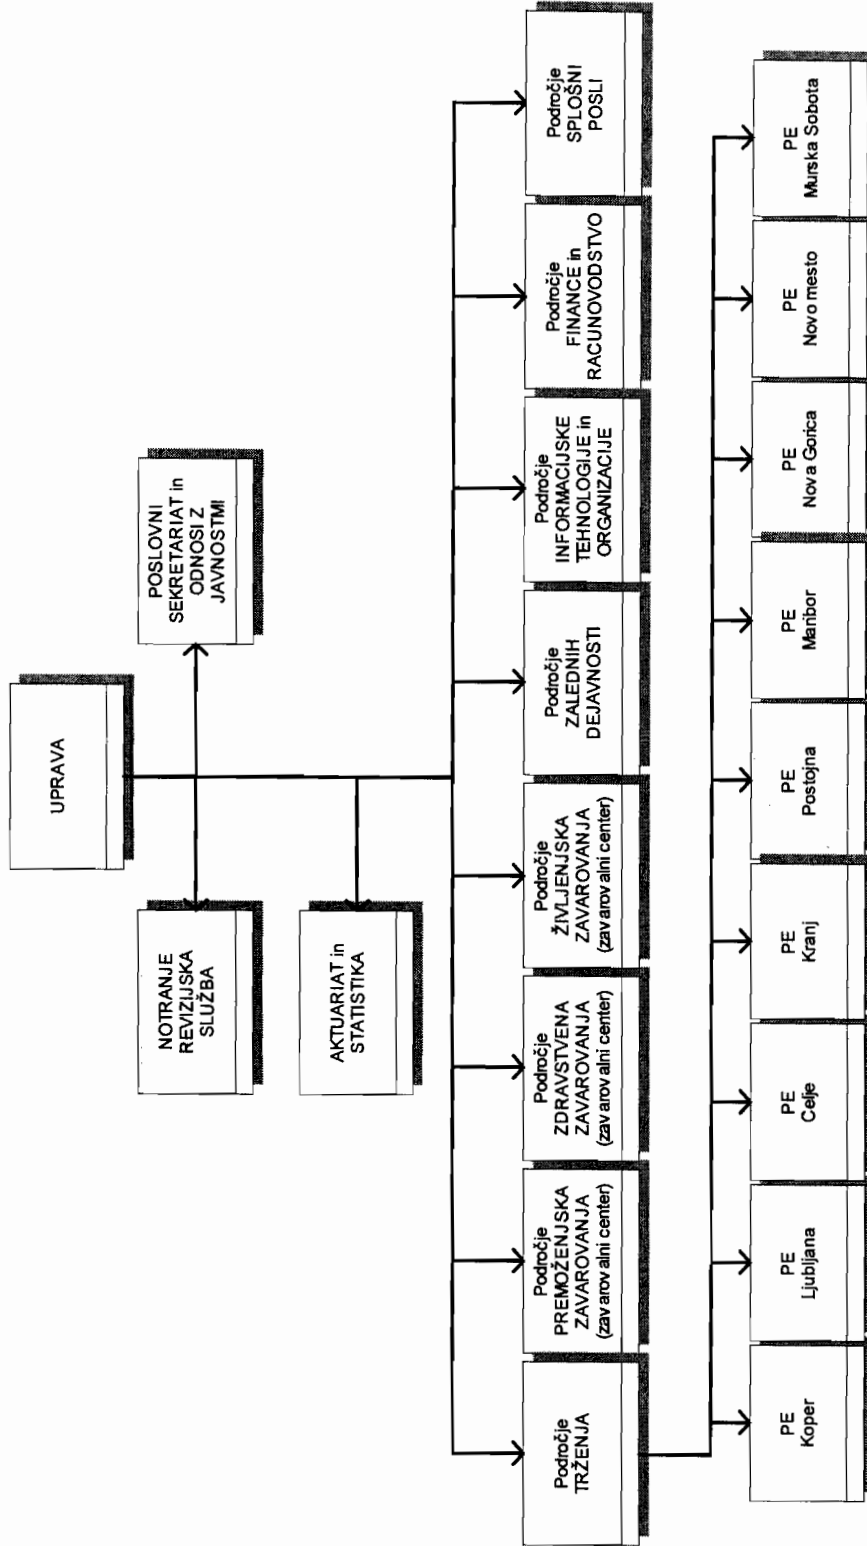 UPRAVA
NOTRANJE
REVIZIJSKA
SLUŽBA
POSLOVNI
SEKRETARIAT in
ODNOSI Z
JAVNOSTMI
AKTUARIAT in
STATISTIKA
Področje
TRŽENJA
Področje
PREMOŽENJSKA
ZAVAROVANJA
(zavarovalni center)
Področje
ZDRAVSTVENA
ZAVAROVANJA
(zavarovalni center)
Področje
ŽIVLJENJSKA
ZAVAROVANJA
(zavarovalni center)
Področje
ZALEDNIH
DEJAVNOSTI
Področje
INFORMACIJSKE
TEHNOLOGIJE in
ORGANIZACIJE
Področje
FINANCE in
RACUNOVODSTVO
Področje
SPLOŠNI
POSLI
PE
Koper
PE
Ljubljana
PE
Celje
PE
Kranj
PE
Postojna
PE
Maribor
PE
Nova Gorica
PE
Novo mesto
PE
Murska Sobota